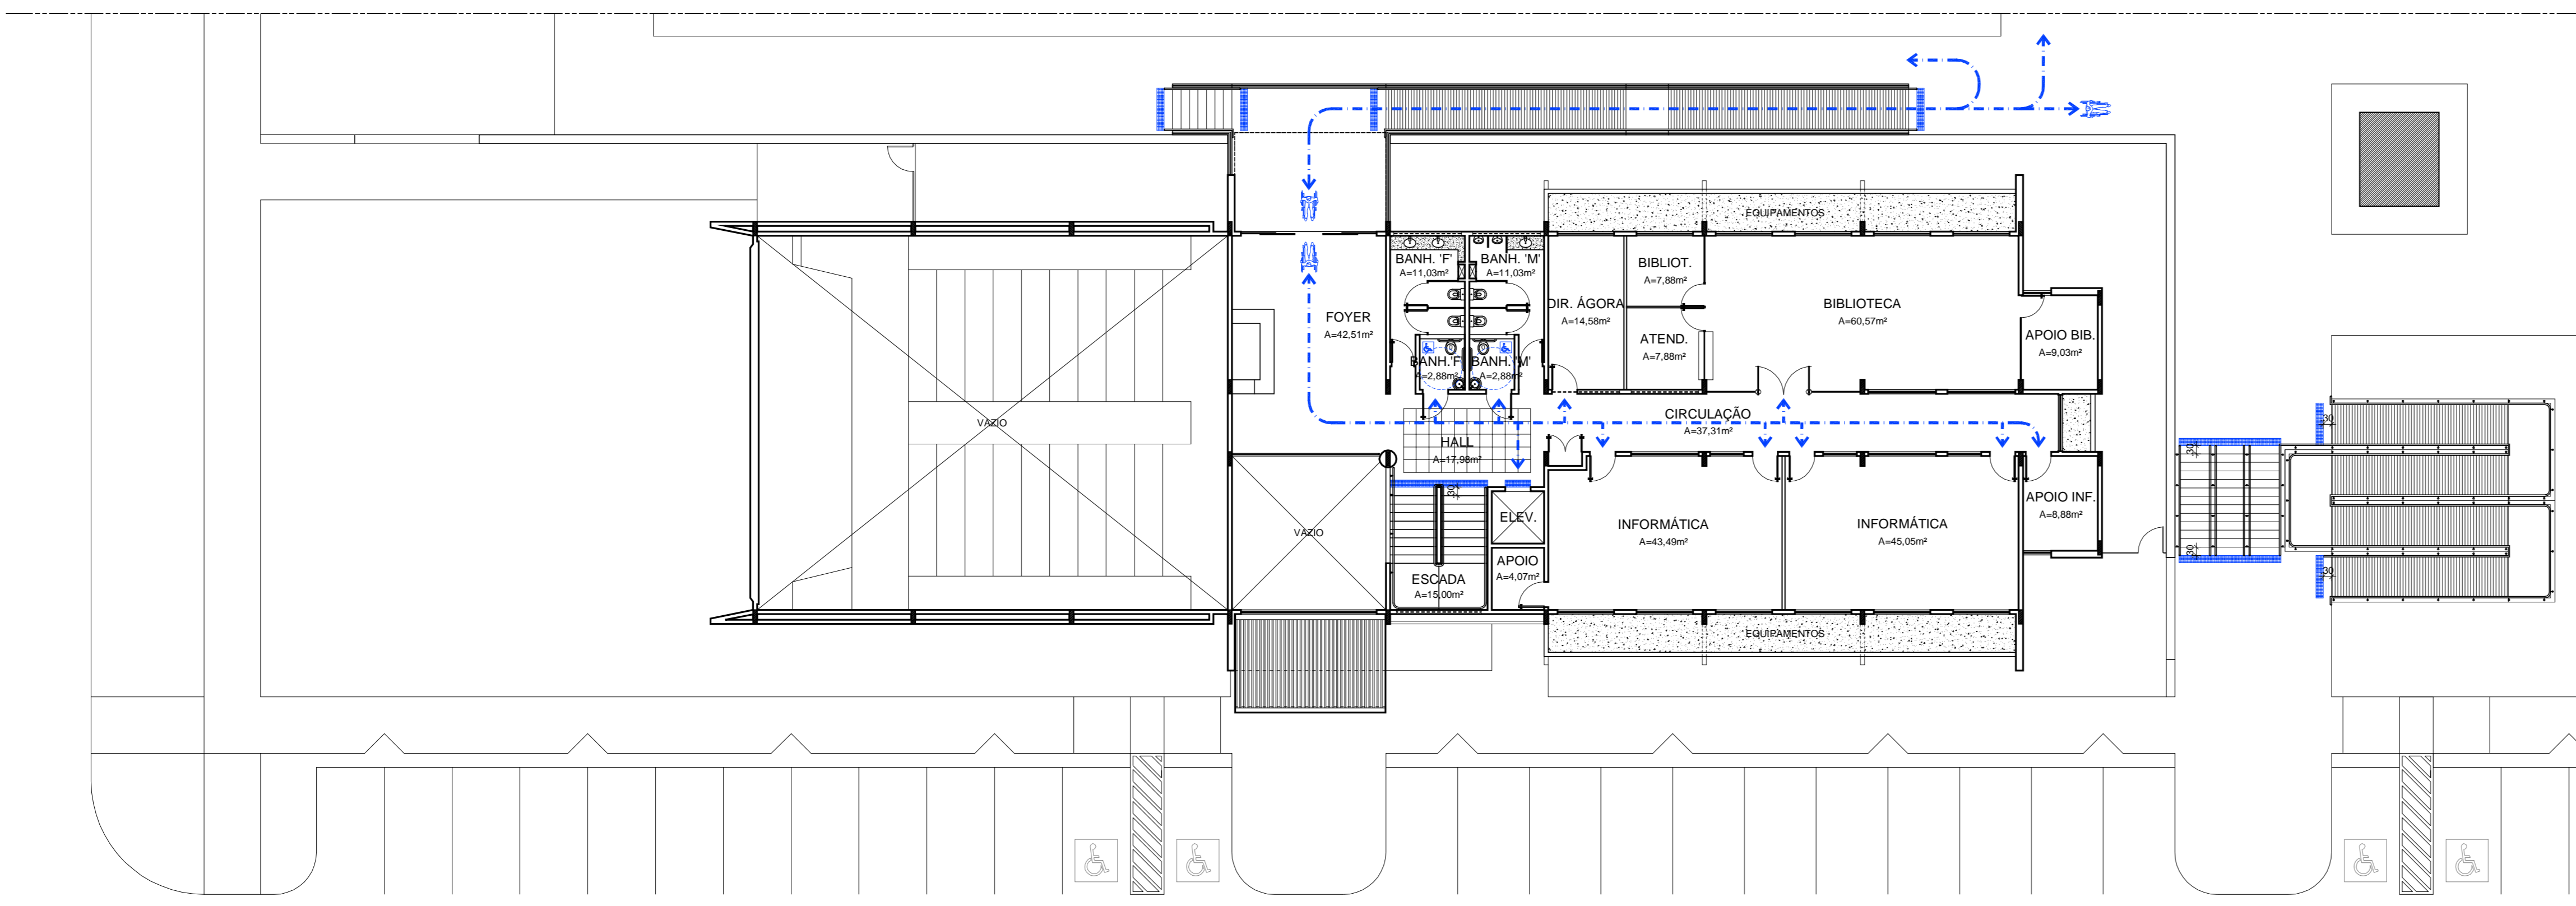 EQUIPAMENTOS
BANH. 'F'
A=11,03m²
BANH. 'M'
A=11,03m²
BIBLIOT.
A=7,88m²
DIR. ÁGORA
A=14,58m²
BIBLIOTECA
A=60,57m²
FOYER
A=42,51m²
ATEND.
A=7,88m²
APOIO BIB.
A=9,03m²
BANH.'F'
A=2,88m²
BANH. 'M'
A=2,88m²
CIRCULAÇÃO
A=37,31m²
VAZIO
HALL
A=17,98m²
30
30
30
APOIO INF.
A=8,88m²
ELEV.
INFORMÁTICA
A=43,49m²
INFORMÁTICA
A=45,05m²
VAZIO
30
30
APOIO
A=4,07m²
ESCADA
A=15,00m²
EQUIPAMENTOS